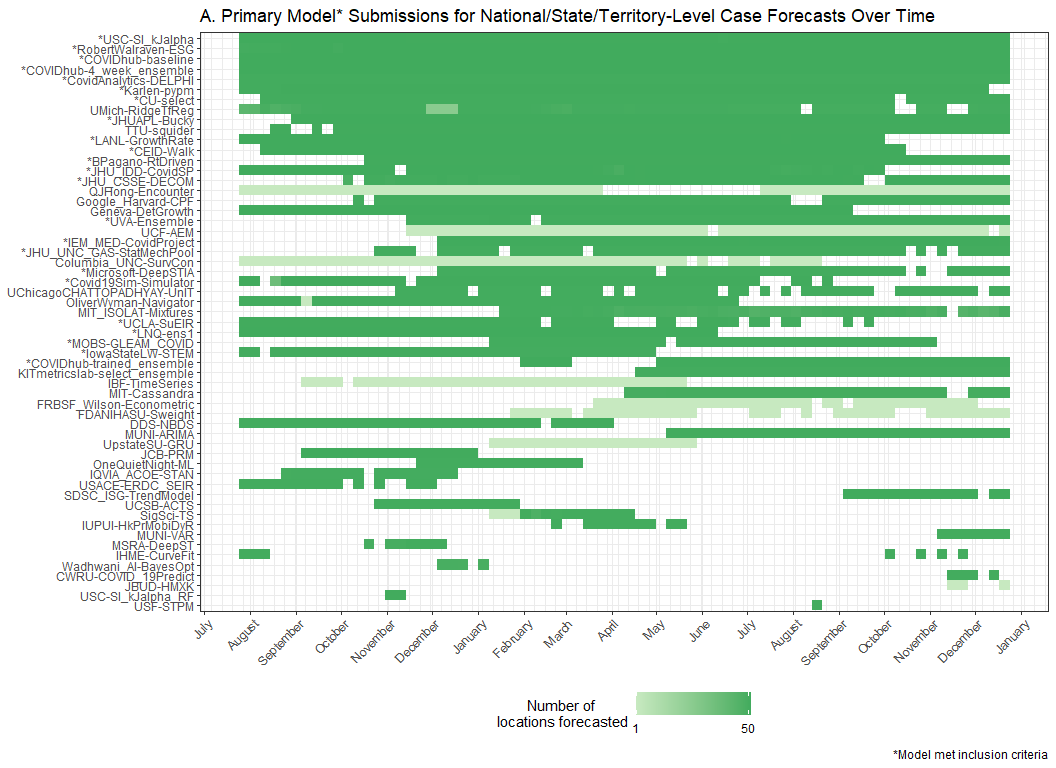 A. Primary Model* Submissions for National/State/Territory-Level Case Forecasts Over Time
*USC-SI_kJalpha
*RobertWalraven-ESG
*COVIDhub-baseline
*COVIDhub-4_week_ensemble
*CovidAnalytics-DELPHI
*Karlen-pypm
*CU-select
UMich-RidgeTfReg
*JHUAPL-Bucky
TTU-squider
*LANL-GrowthRate
*CEID-Walk
*BPagano-RtDriven
*JHU_IDD-CovidSP
*JHU_CSSE-DECOM
QJHong-Encounter
Google_Harvard-CPF
Geneva-DetGrowth
*UVA-Ensemble
UCF-AEM
*IEM_MED-CovidProject
*JHU_UNC_GAS-StatMechPool
Columbia_UNC-SurvCon
*Microsoft-DeepSTIA
*Covid19Sim-Simulator
UChicagoCHATTOPADHYAY-UnIT
OliverWyman-Navigator
MIT_ISOLAT-Mixtures
*UCLA-SuEIR
*LNQ-ens1
*MOBS-GLEAM_COVID
*IowaStateLW-STEM
*COVIDhub-trained_ensemble
KITmetricslab-select_ensemble
IBF-TimeSeries
MIT-Cassandra
FRBSF_Wilson-Econometric
FDANIHASU-Sweight
DDS-NBDS
MUNI-ARIMA
UpstateSU-GRU
JCB-PRM
OneQuietNight-ML
IQVIA_ACOE-STAN
USACE-ERDC_SEIR
SDSC_ISG-TrendModel
UCSB-ACTS
SigSci-TS
IUPUI-HkPrMobiDyR
MUNI-VAR
MSRA-DeepST
IHME-CurveFit
Wadhwani_AI-BayesOpt
CWRU-COVID_19Predict
JBUD-HMXK
USC-SI_kJalpha_RF
USF-STPM
July August September October November December January February March April May June July August September October November December January
Number of
locations forecasted
1 50
*Model met inclusion criteria